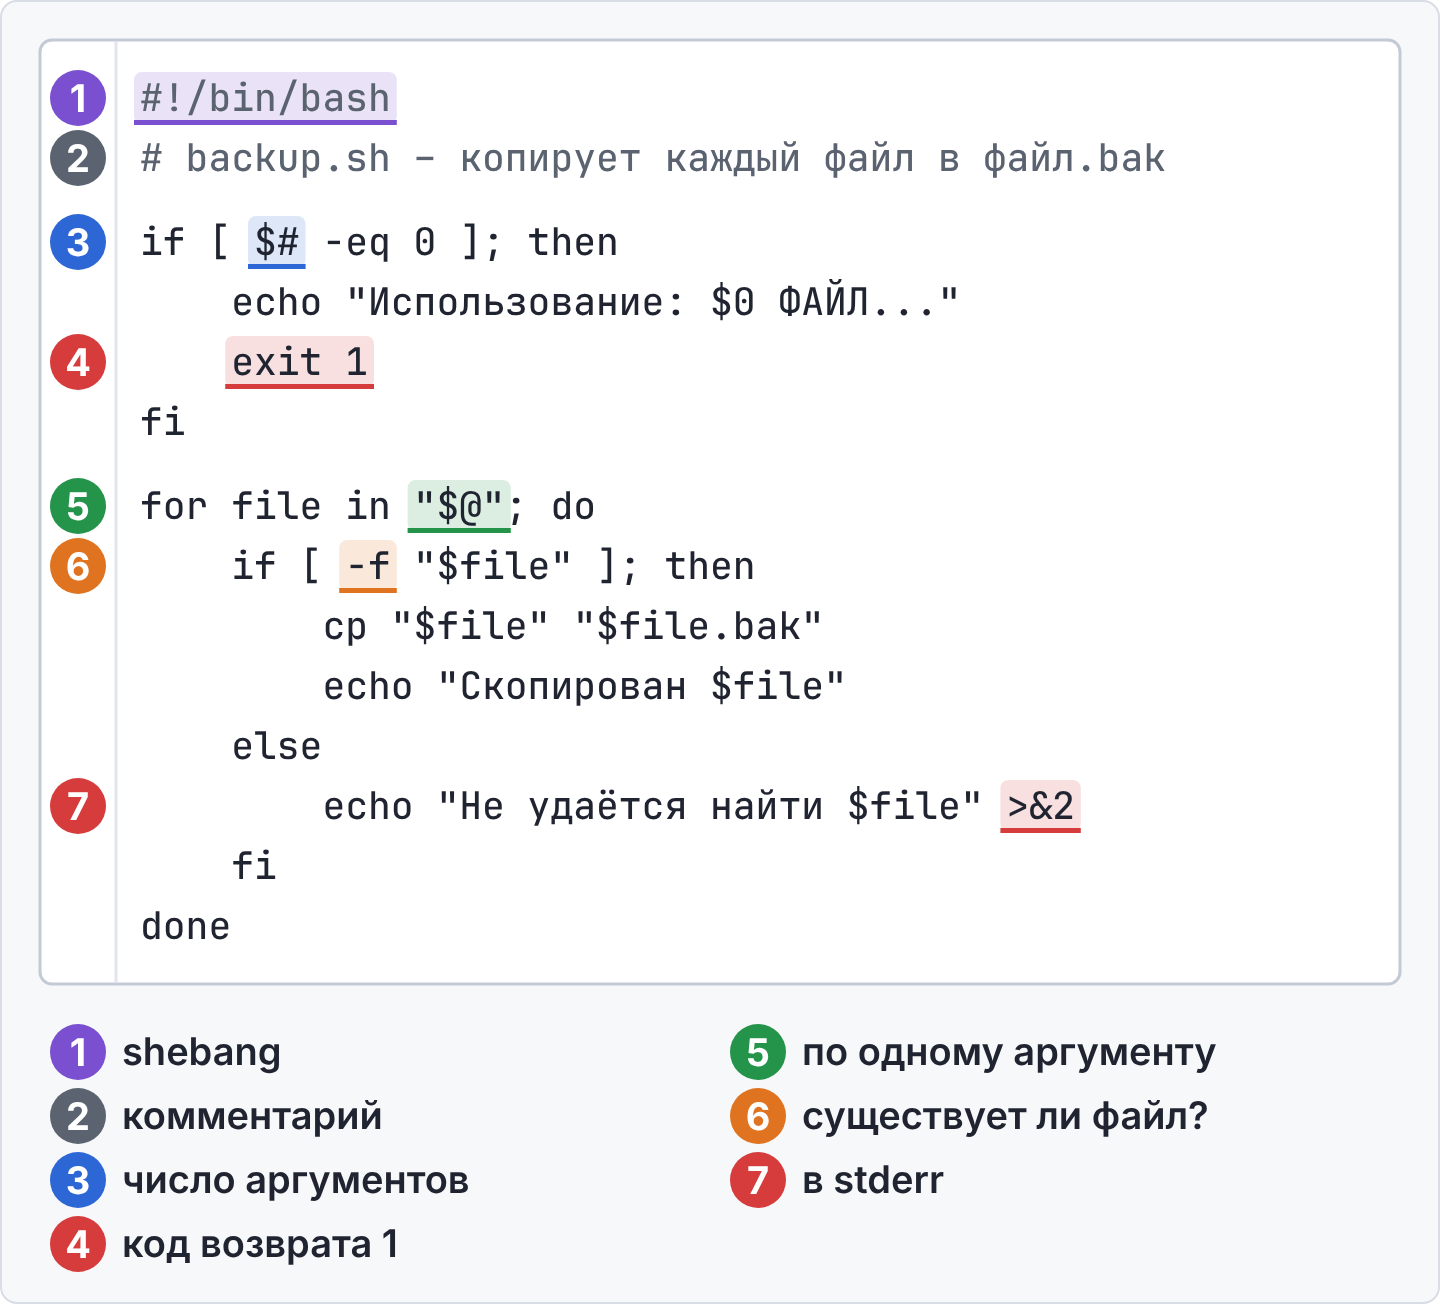 1 #!/bin/bash
2 # backup.sh – копирует каждый файл в файл.bak
3 if [ $# -eq 0 ]; then
echo "Использование: $0 ФАЙЛ..."
4 exit 1
fi
5 for file in "$@"; do
6 if [ -f "$file" ]; then
cp "$file" "$file.bak"
echo "Скопирован $file"
else
7 echo "Не удаётся найти $file" >&2
fi
done
1 shebang
2 комментарий
3 число аргументов
4 код возврата 1
5 по одному аргументу
6 существует ли файл?
7 в stderr